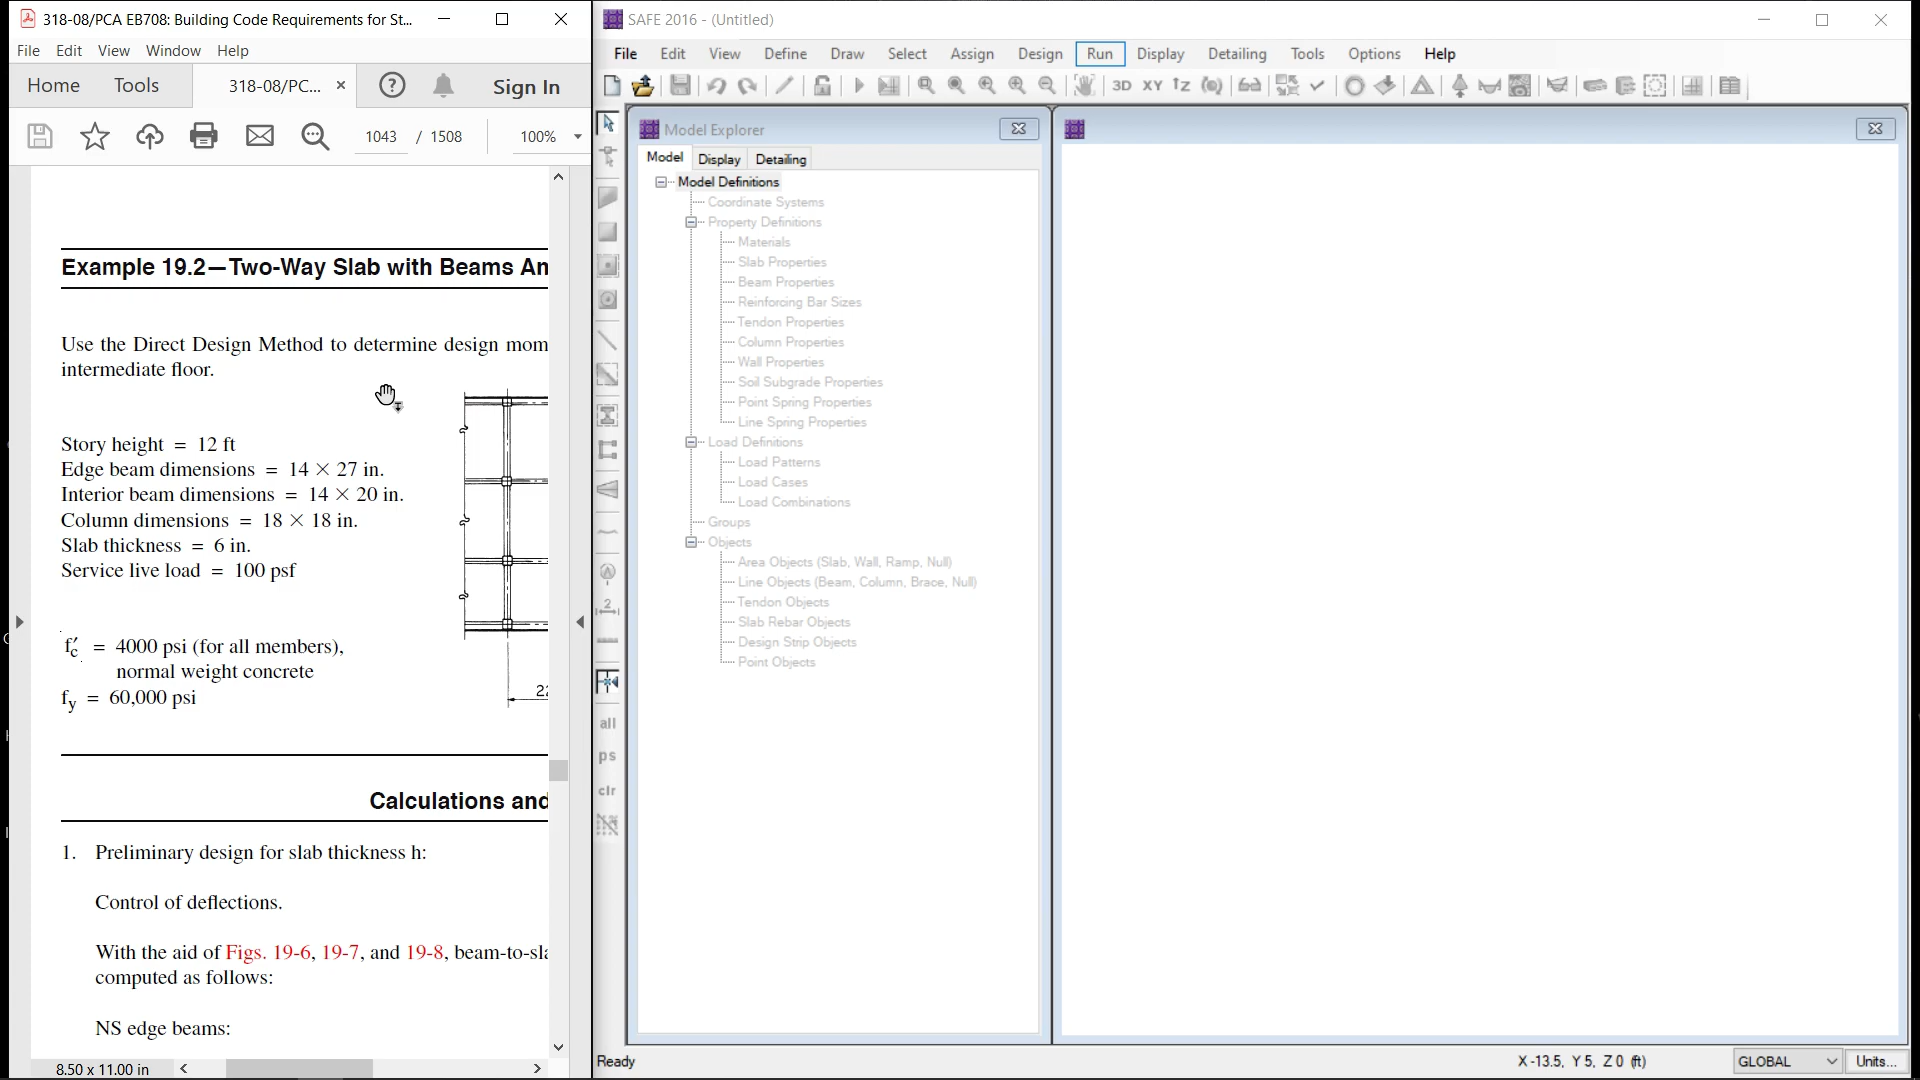 318-08/PCA EB708: Building Code Requirements for St...
File Edit View Window Help
Home Tools 318-08/PC... Sign In
1043 / 1508 100%
Example 19.2—Two-Way Slab with Beams An
Use the Direct Design Method to determine design mom
intermediate floor.
Story height = 12 ft
Edge beam dimensions = 14 × 27 in.
Interior beam dimensions = 14 × 20 in.
Column dimensions = 18 × 18 in.
Slab thickness = 6 in.
Service live load = 100 psf
f′c = 4000 psi (for all members),
normal weight concrete
fy = 60,000 psi
Calculations and
1. Preliminary design for slab thickness h:
Control of deflections.
With the aid of Figs. 19-6, 19-7, and 19-8, beam-to-sla
computed as follows:
NS edge beams:
8.50 x 11.00 in
SAFE 2016 - (Untitled)
File Edit View Define Draw Select Assign Design Run Display Detailing Tools Options Help
3D XY
Model Explorer
Model Display Detailing
Model Definitions
Coordinate Systems
Property Definitions
Materials
Slab Properties
Beam Properties
Reinforcing Bar Sizes
Tendon Properties
Column Properties
Wall Properties
Soil Subgrade Properties
Point Spring Properties
Line Spring Properties
Load Definitions
Load Patterns
Load Cases
Load Combinations
Groups
Objects
Area Objects (Slab, Wall, Ramp, Null)
Line Objects (Beam, Column, Brace, Null)
Tendon Objects
Slab Rebar Objects
Design Strip Objects
Point Objects
all
ps
clr
Ready
X -13.5, Y 5, Z 0 (ft)
GLOBAL
Units...